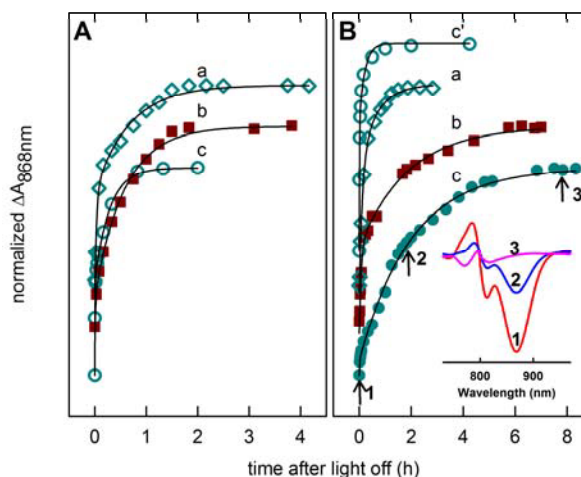 A
a
b
c
B
c'
a
b
c
1
2
3
3
2
1
800 900
Wavelength (nm)
0 1 2 3 4
0 2 4 6 8
normalized ΔA868nm
time after light off (h)